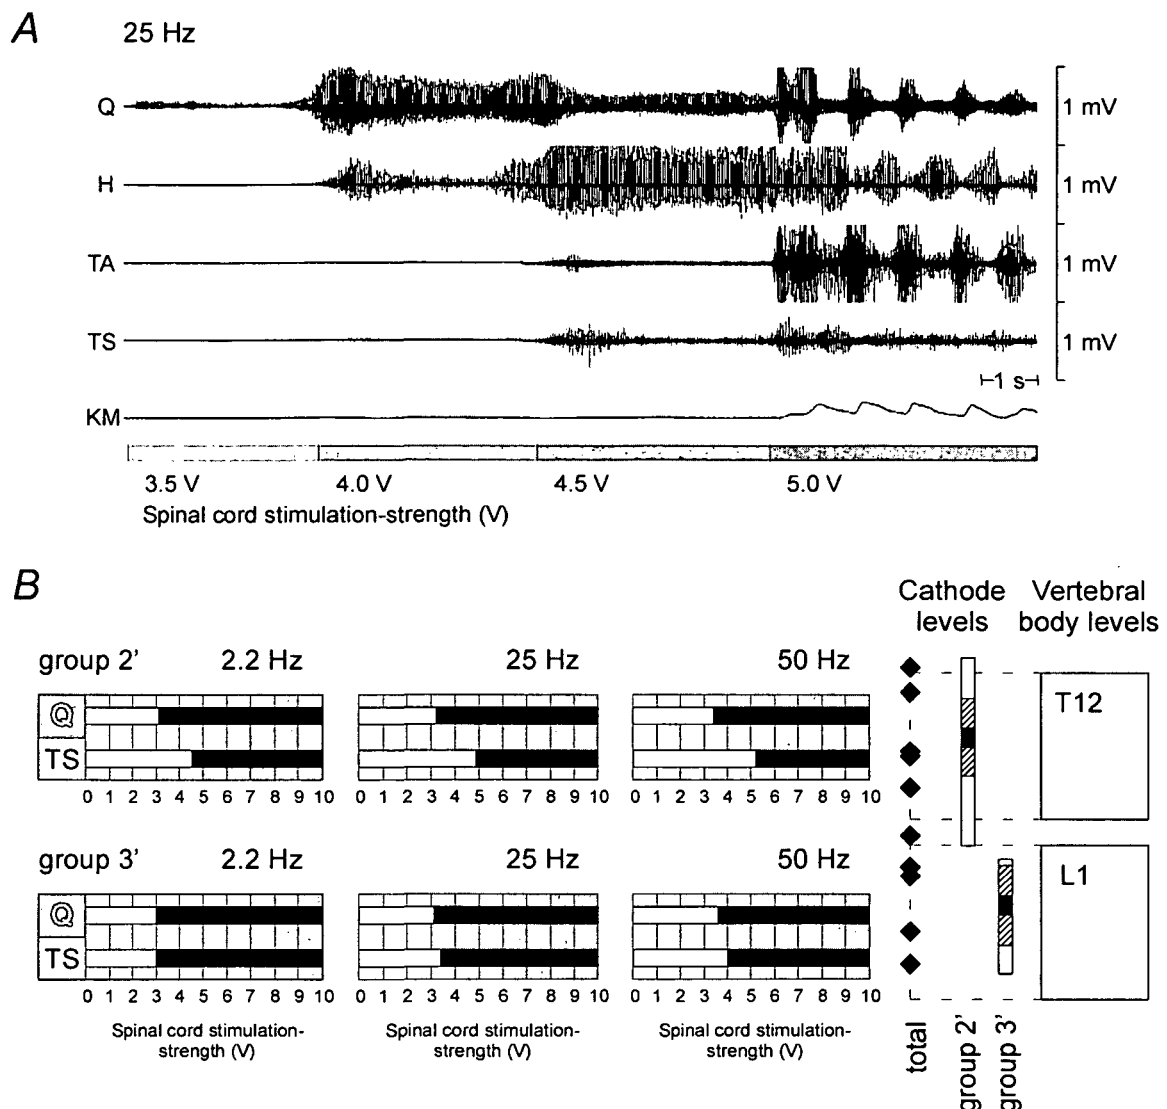 A 25 Hz
Q 1 mV
H 1 mV
TA 1 mV
TS 1 mV
1 s
KM
3.5 V 4.0 V 4.5 V 5.0 V
Spinal cord stimulation-strength (V)
B
Cathode levels
Vertebral body levels
group 2' 2.2 Hz 25 Hz 50 Hz
Q
TS
0 1 2 3 4 5 6 7 8 9 10 0 1 2 3 4 5 6 7 8 9 10 0 1 2 3 4 5 6 7 8 9 10
T12
group 3' 2.2 Hz 25 Hz 50 Hz
L1
Q
TS
0 1 2 3 4 5 6 7 8 9 10 0 1 2 3 4 5 6 7 8 9 10 0 1 2 3 4 5 6 7 8 9 10
Spinal cord stimulation- Spinal cord stimulation- Spinal cord stimulation-
strength (V) strength (V) strength (V)
total
group 2'
group 3'